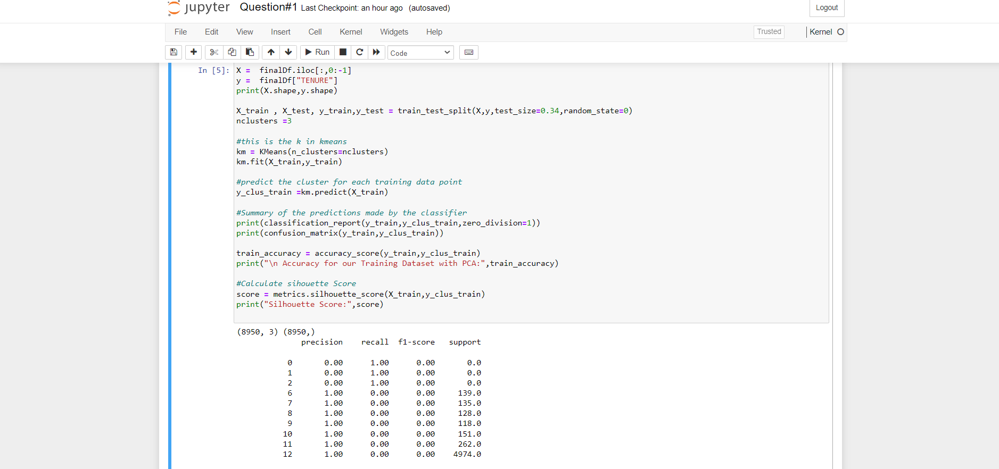 jupyter Question#1 Last Checkpoint: an hour ago (autosaved) Logout
File Edit View Insert Cell Kernel Widgets Help Trusted Kernel
Run Code
In [5]: X =  finalDf.iloc[:,0:-1]
y =  finalDf["TENURE"]
print(X.shape,y.shape)
X_train , X_test, y_train,y_test = train_test_split(X,y,test_size=0.34,random_state=0)
nclusters =3
#this is the k in kmeans
km = KMeans(n_clusters=nclusters)
km.fit(X_train,y_train)
#predict the cluster for each training data point
y_clus_train =km.predict(X_train)
#Summary of the predictions made by the classifier
print(classification_report(y_train,y_clus_train,zero_division=1))
print(confusion_matrix(y_train,y_clus_train))
train_accuracy = accuracy_score(y_train,y_clus_train)
print("\n Accuracy for our Training Dataset with PCA:",train_accuracy)
#Calculate sihouette Score
score = metrics.silhouette_score(X_train,y_clus_train)
print("Silhouette Score:",score)
(8950, 3) (8950,)
precision recall f1-score support
0 0.00 1.00 0.00 0.0
1 0.00 1.00 0.00 0.0
2 0.00 1.00 0.00 0.0
6 1.00 0.00 0.00 139.0
7 1.00 0.00 0.00 135.0
8 1.00 0.00 0.00 128.0
9 1.00 0.00 0.00 118.0
10 1.00 0.00 0.00 151.0
11 1.00 0.00 0.00 262.0
12 1.00 0.00 0.00 4974.0